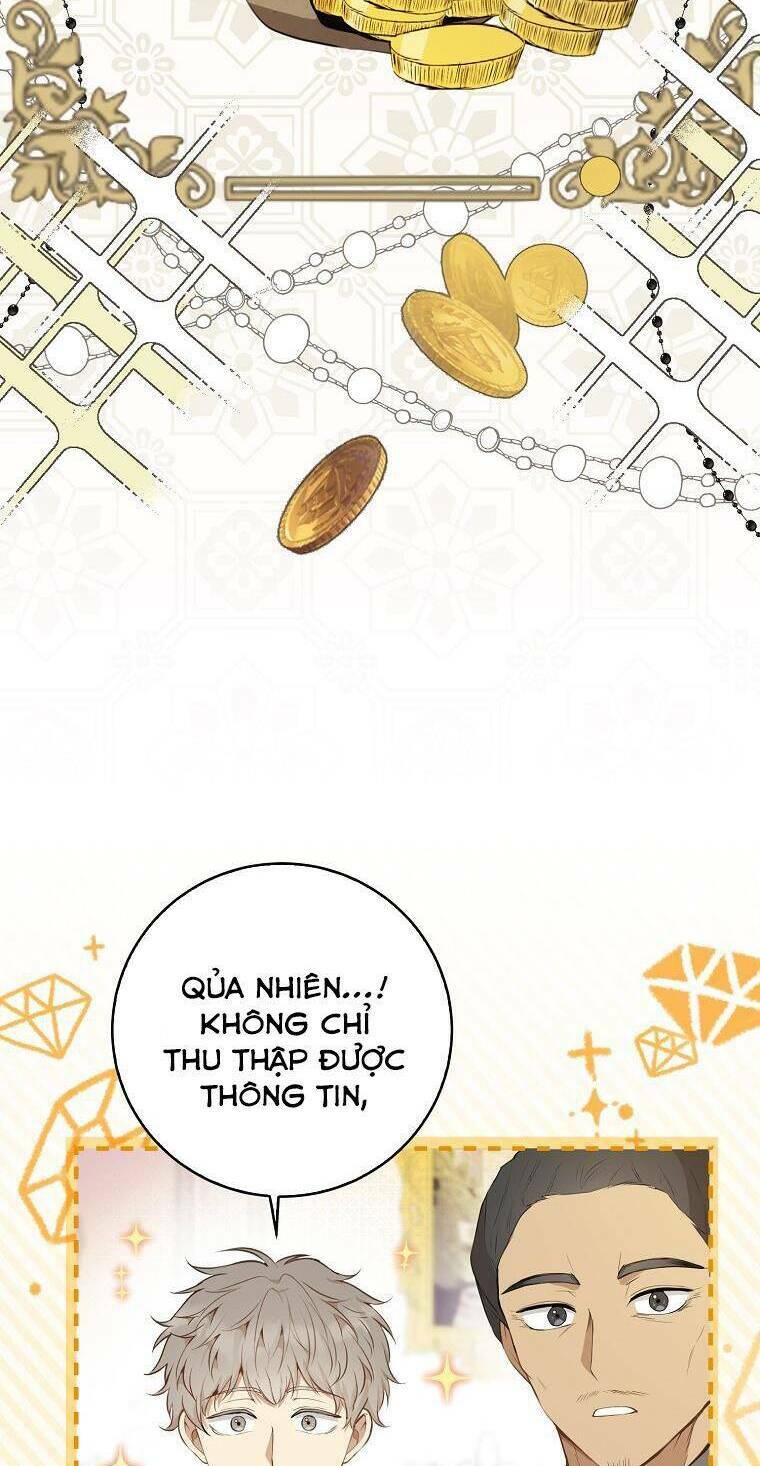 QỦA NHIÊN...!
KHÔNG CHỈ
THU THẬP ĐƯỢC
THÔNG TIN,